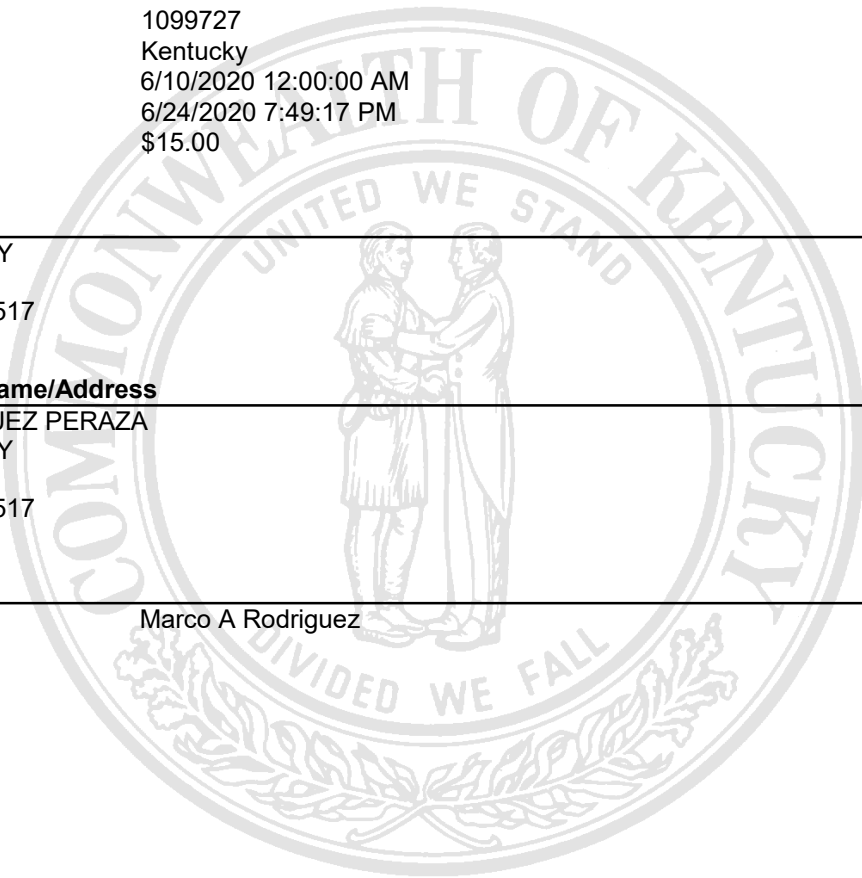 1099727
Kentucky
6/10/2020 12:00:00 AM
6/24/2020 7:49:17 PM
$15.00
COMMONWEALTH OF KENTUCKY
UNITED WE STAND
Y
517
ame/Address
UEZ PERAZA
Y
517
Marco A Rodriguez
DIVIDED WE FALL